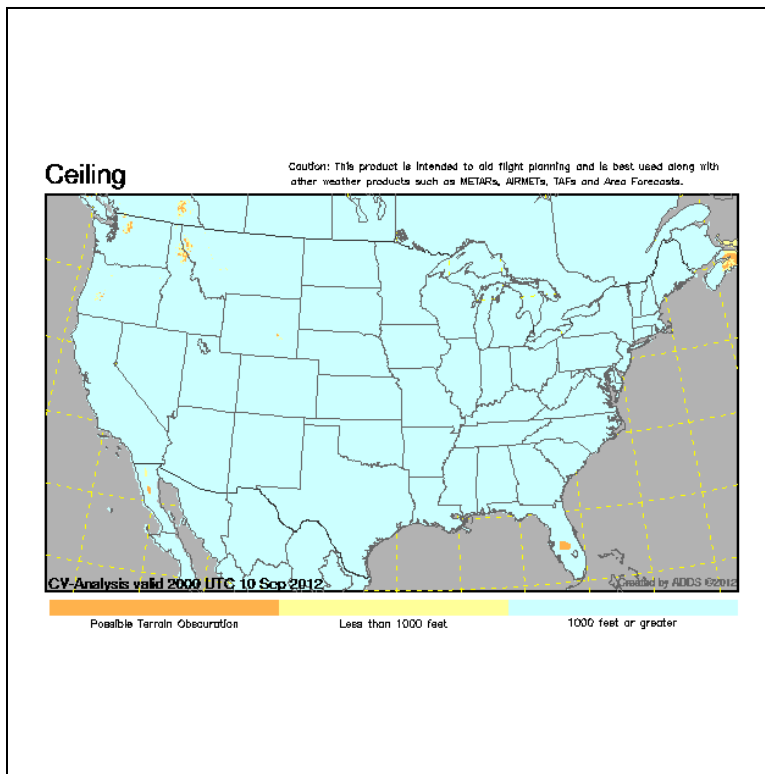 Ceiling
Caution: This product is intended to aid flight planning and is best used along with
other weather products such as METARs, AIRMETs, TAFs and Area Forecasts.
CV-Analysis valid 2000 UTC 10 Sep 2012
Created by ADDS ©2012
Possible Terrain Obscuration
Less than 1000 feet
1000 feet or greater